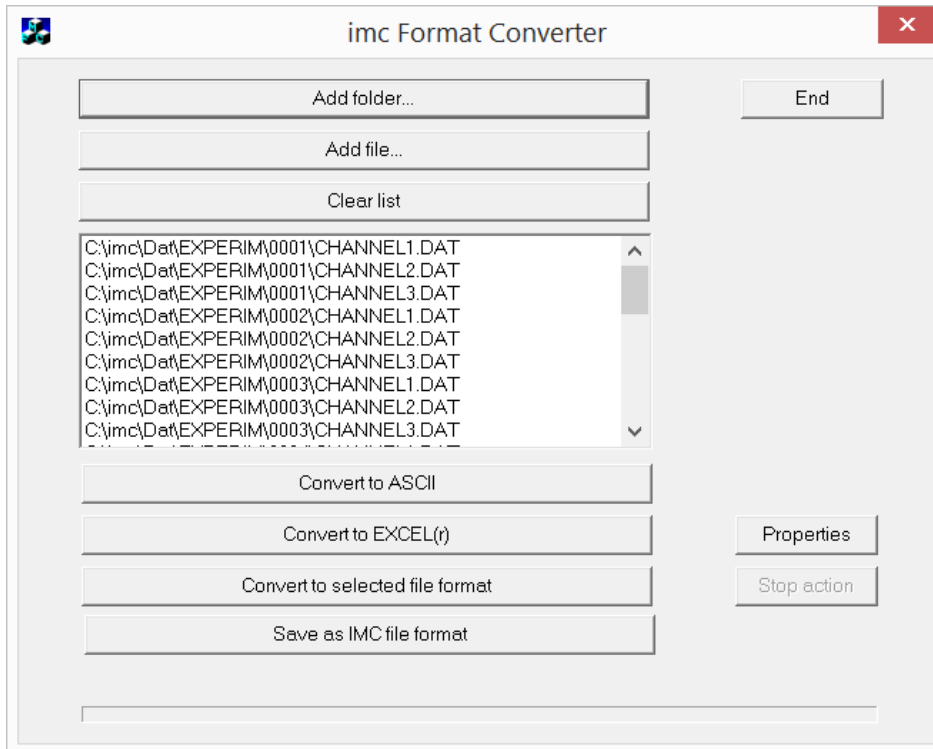 imc Format Converter
Add folder...
End
Add file...
Clear list
C:\imc\Dat\EXPERIM\0001\CHANNEL1.DAT
C:\imc\Dat\EXPERIM\0001\CHANNEL2.DAT
C:\imc\Dat\EXPERIM\0001\CHANNEL3.DAT
C:\imc\Dat\EXPERIM\0002\CHANNEL1.DAT
C:\imc\Dat\EXPERIM\0002\CHANNEL2.DAT
C:\imc\Dat\EXPERIM\0002\CHANNEL3.DAT
C:\imc\Dat\EXPERIM\0003\CHANNEL1.DAT
C:\imc\Dat\EXPERIM\0003\CHANNEL2.DAT
C:\imc\Dat\EXPERIM\0003\CHANNEL3.DAT
Convert to ASCII
Convert to EXCEL(r)
Properties
Convert to selected file format
Stop action
Save as IMC file format